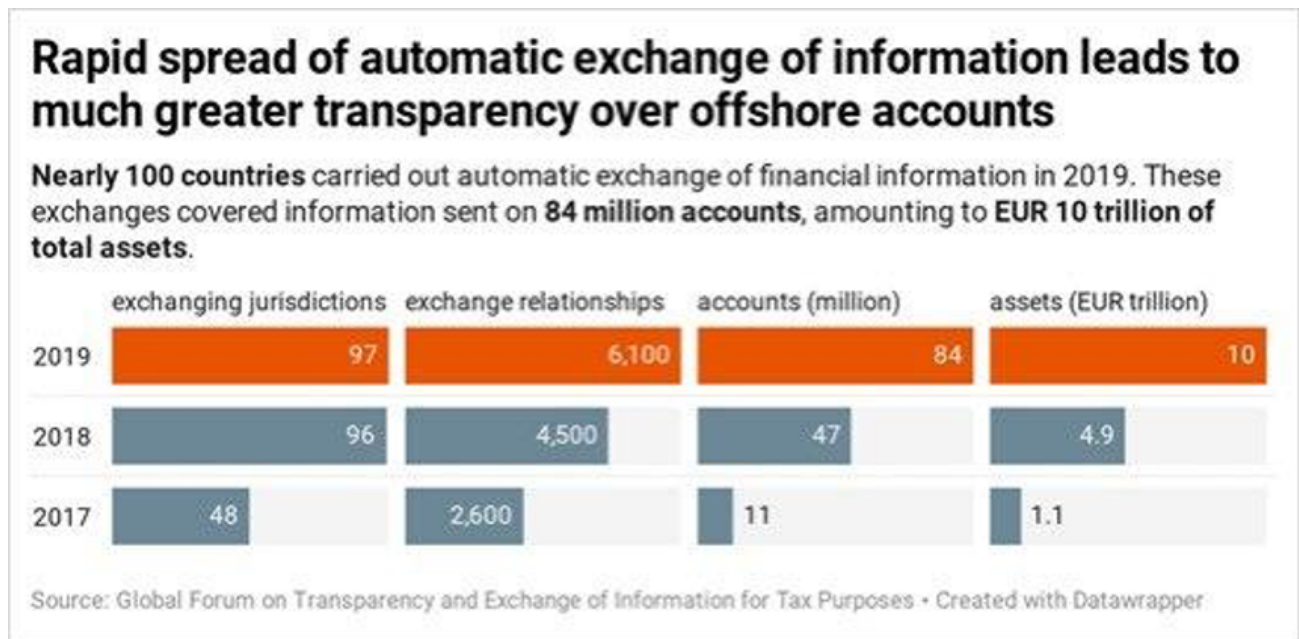 Rapid spread of automatic exchange of information leads to
much greater transparency over offshore accounts
Nearly 100 countries carried out automatic exchange of financial information in 2019. These
exchanges covered information sent on 84 million accounts, amounting to EUR 10 trillion of
total assets.
exchanging jurisdictions exchange relationships accounts (million) assets (EUR trillion)
2019 97 6,100 84 10
2018 96 4,500 47 4.9
2017 48 2,600 11 1.1
Source: Global Forum on Transparency and Exchange of Information for Tax Purposes • Created with Datawrapper